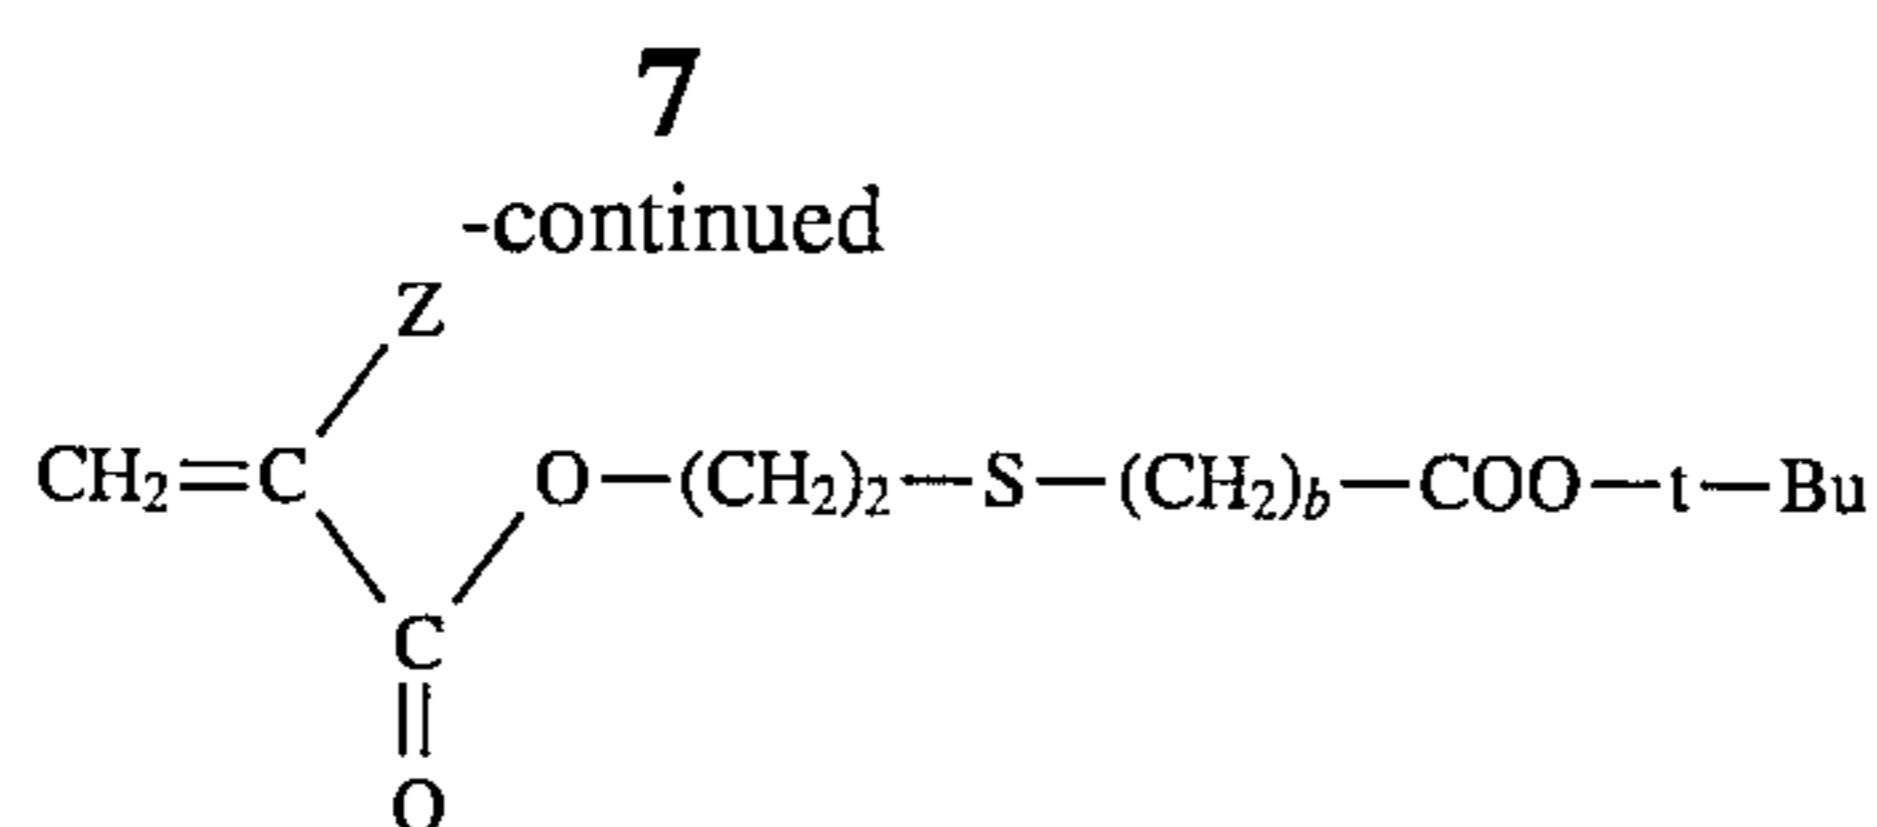 7
-continued
Z
CH₂=C O—(CH₂)₂—S—(CH₂)b—COO—t—Bu
C
O